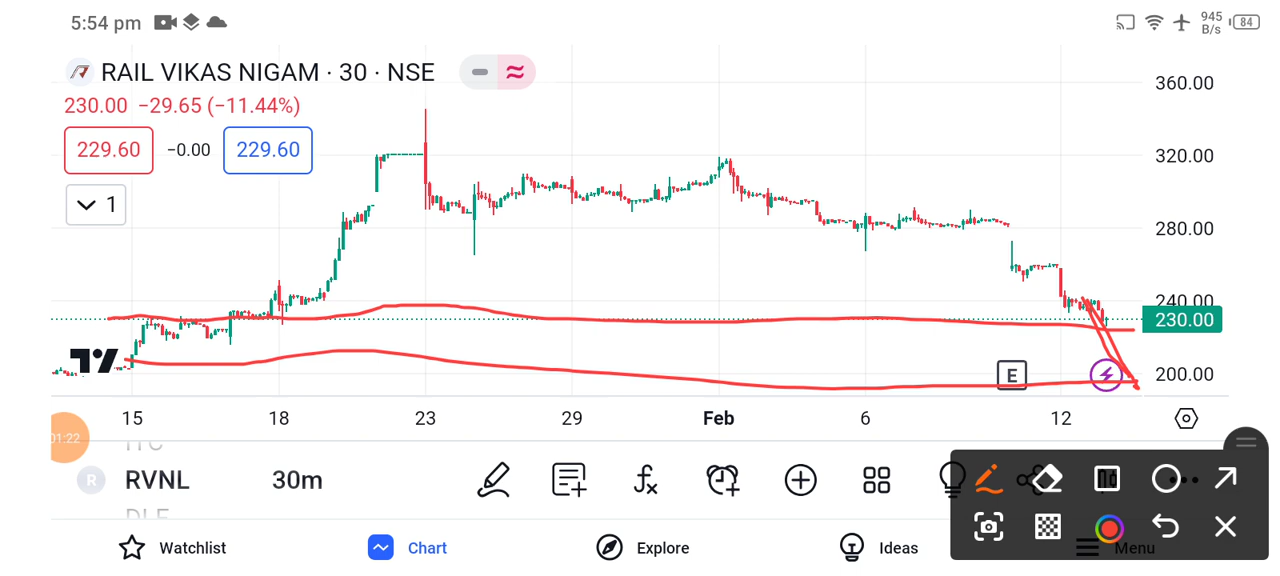 5:54 pm 945 B/s 84
RAIL VIKAS NIGAM · 30 · NSE
230.00 −29.65 (−11.44%)
229.60 −0.00 229.60
1
360.00
320.00
280.00
240.00
230.00
200.00
E
15 18 23 29 Feb 6 12
01:22
ITC
R RVNL 30m
DLF
Watchlist Chart Explore Ideas Menu